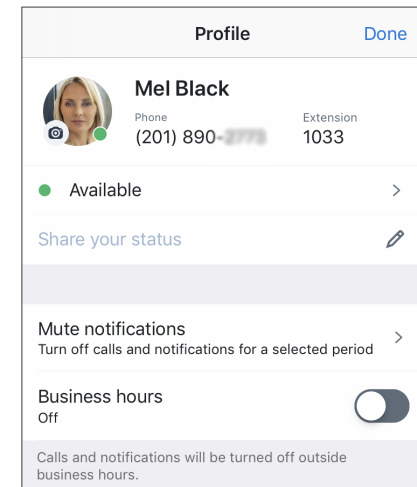 Profile
Done
Mel Black
Phone
Extension
(201) 890-
1033
Available
Share your status
Mute notifications
Turn off calls and notifications for a selected period
Business hours
Off
Calls and notifications will be turned off outside
business hours.